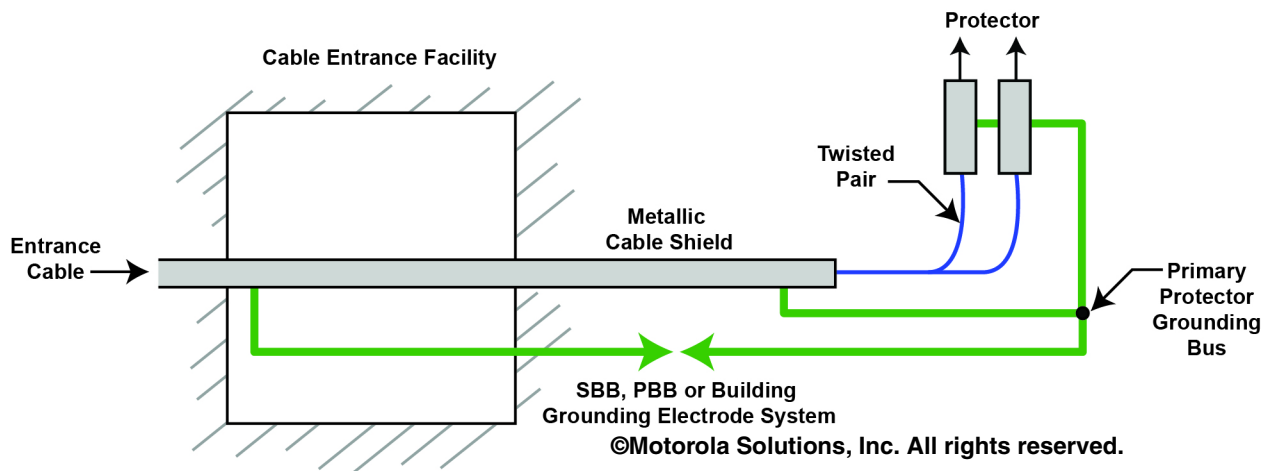 Protector
Cable Entrance Facility
Twisted
Pair
Metallic
Cable Shield
Entrance
Cable
Primary
Protector
Grounding
Bus
SBB, PBB or Building
Grounding Electrode System
©Motorola Solutions, Inc. All rights reserved.